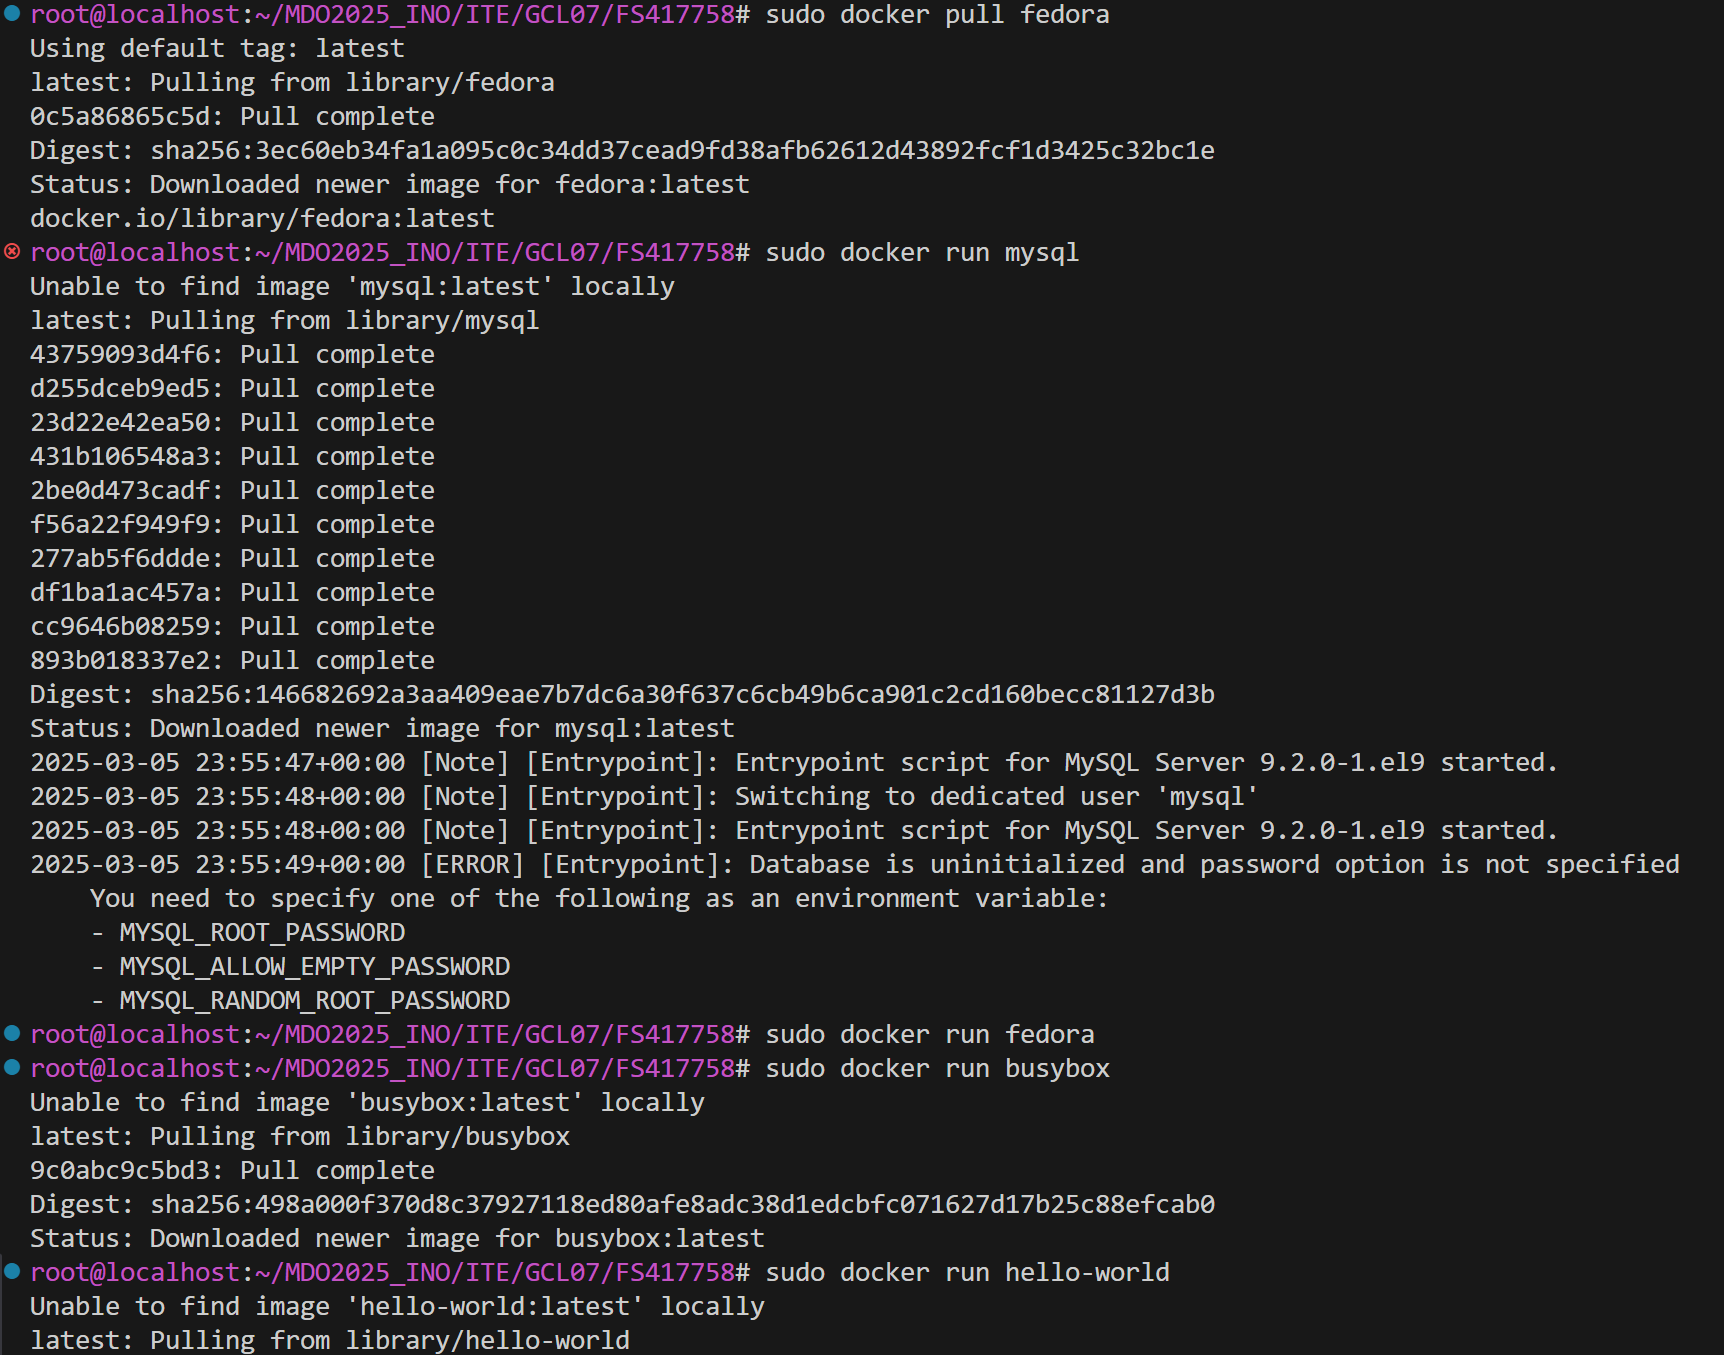 root@localhost:~/MDO2025_INO/ITE/GCL07/FS417758# sudo docker pull fedora
Using default tag: latest
latest: Pulling from library/fedora
0c5a86865c5d: Pull complete
Digest: sha256:3ec60eb34fa1a095c0c34dd37cead9fd38afb62612d43892fcf1d3425c32bc1e
Status: Downloaded newer image for fedora:latest
docker.io/library/fedora:latest
root@localhost:~/MDO2025_INO/ITE/GCL07/FS417758# sudo docker run mysql
Unable to find image 'mysql:latest' locally
latest: Pulling from library/mysql
43759093d4f6: Pull complete
d255dceb9ed5: Pull complete
23d22e42ea50: Pull complete
431b106548a3: Pull complete
2be0d473cadf: Pull complete
f56a22f949f9: Pull complete
277ab5f6ddde: Pull complete
df1ba1ac457a: Pull complete
cc9646b08259: Pull complete
893b018337e2: Pull complete
Digest: sha256:146682692a3aa409eae7b7dc6a30f637c6cb49b6ca901c2cd160becc81127d3b
Status: Downloaded newer image for mysql:latest
2025-03-05 23:55:47+00:00 [Note] [Entrypoint]: Entrypoint script for MySQL Server 9.2.0-1.el9 started.
2025-03-05 23:55:48+00:00 [Note] [Entrypoint]: Switching to dedicated user 'mysql'
2025-03-05 23:55:48+00:00 [Note] [Entrypoint]: Entrypoint script for MySQL Server 9.2.0-1.el9 started.
2025-03-05 23:55:49+00:00 [ERROR] [Entrypoint]: Database is uninitialized and password option is not specified
    You need to specify one of the following as an environment variable:
    - MYSQL_ROOT_PASSWORD
    - MYSQL_ALLOW_EMPTY_PASSWORD
    - MYSQL_RANDOM_ROOT_PASSWORD
root@localhost:~/MDO2025_INO/ITE/GCL07/FS417758# sudo docker run fedora
root@localhost:~/MDO2025_INO/ITE/GCL07/FS417758# sudo docker run busybox
Unable to find image 'busybox:latest' locally
latest: Pulling from library/busybox
9c0abc9c5bd3: Pull complete
Digest: sha256:498a000f370d8c37927118ed80afe8adc38d1edcbfc071627d17b25c88efcab0
Status: Downloaded newer image for busybox:latest
root@localhost:~/MDO2025_INO/ITE/GCL07/FS417758# sudo docker run hello-world
Unable to find image 'hello-world:latest' locally
latest: Pulling from library/hello-world